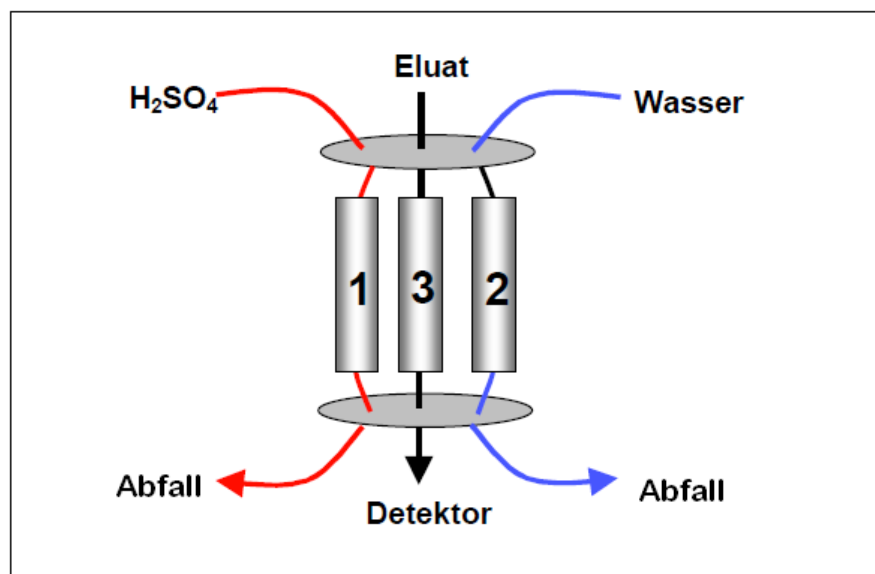 Eluat
H₂SO₄
Wasser
1
3
2
Abfall
Abfall
Detektor